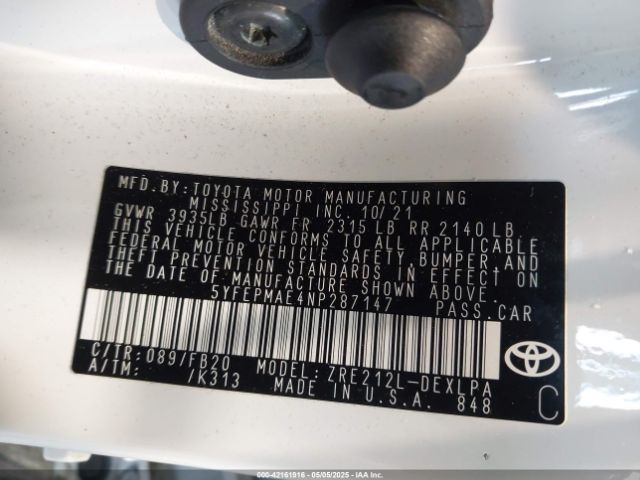 MFD. BY: TOYOTA MOTOR MANUFACTURING
MISSISSIPPI INC. 10/21
GVWR 3935LB GAWR FR 2315 LB RR 2140 LB
THIS VEHICLE CONFORMS TO ALL APPLICABLE
FEDERAL MOTOR VEHICLE SAFETY, BUMPER AND
THEFT PREVENTION STANDARDS IN EFFECT ON
THE DATE OF MANUFACTURE SHOWN ABOVE.
5YFEPMAE4NP287147 PASS. CAR
C/TR: 089/FB20 MODEL: ZRE212L-DEXLPA
A/TM: /K313 MADE IN U.S.A. 848
TOYOTA
C
000-42161916 - 05/05/2025 - IAAI.COM